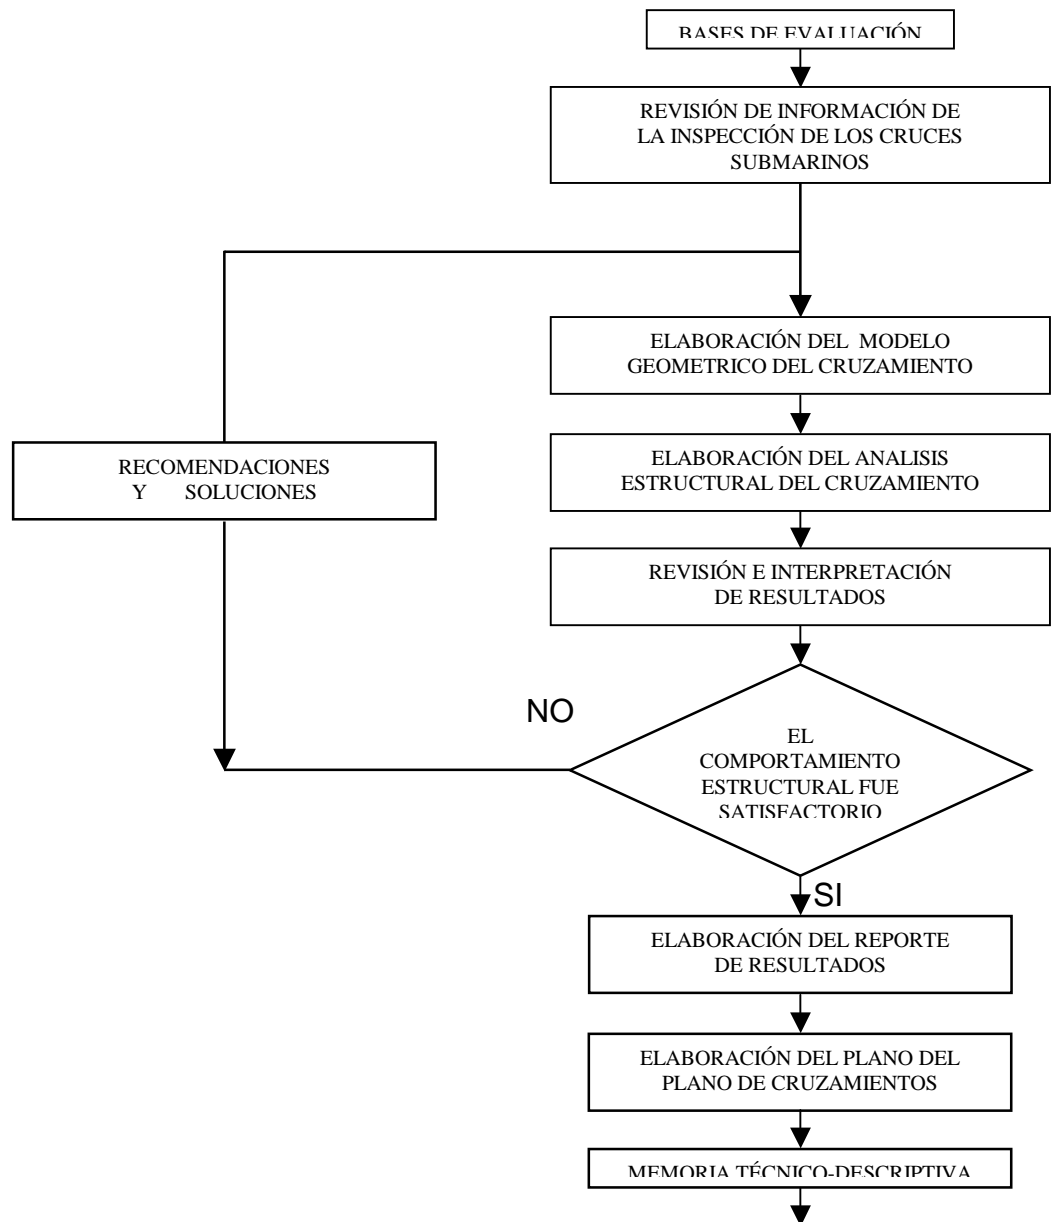 BASES DE EVALUACIÓN
REVISIÓN DE INFORMACIÓN DE
LA INSPECCIÓN DE LOS CRUCES
SUBMARINOS
ELABORACIÓN DEL MODELO
GEOMETRICO DEL CRUZAMIENTO
RECOMENDACIONES
Y SOLUCIONES
ELABORACIÓN DEL ANALISIS
ESTRUCTURAL DEL CRUZAMIENTO
REVISIÓN E INTERPRETACIÓN
DE RESULTADOS
NO
EL
COMPORTAMIENTO
ESTRUCTURAL FUE
SATISFACTORIO
SI
ELABORACIÓN DEL REPORTE
DE RESULTADOS
ELABORACIÓN DEL PLANO DEL
PLANO DE CRUZAMIENTOS
MEMORIA TÉCNICO-DESCRIPTIVA